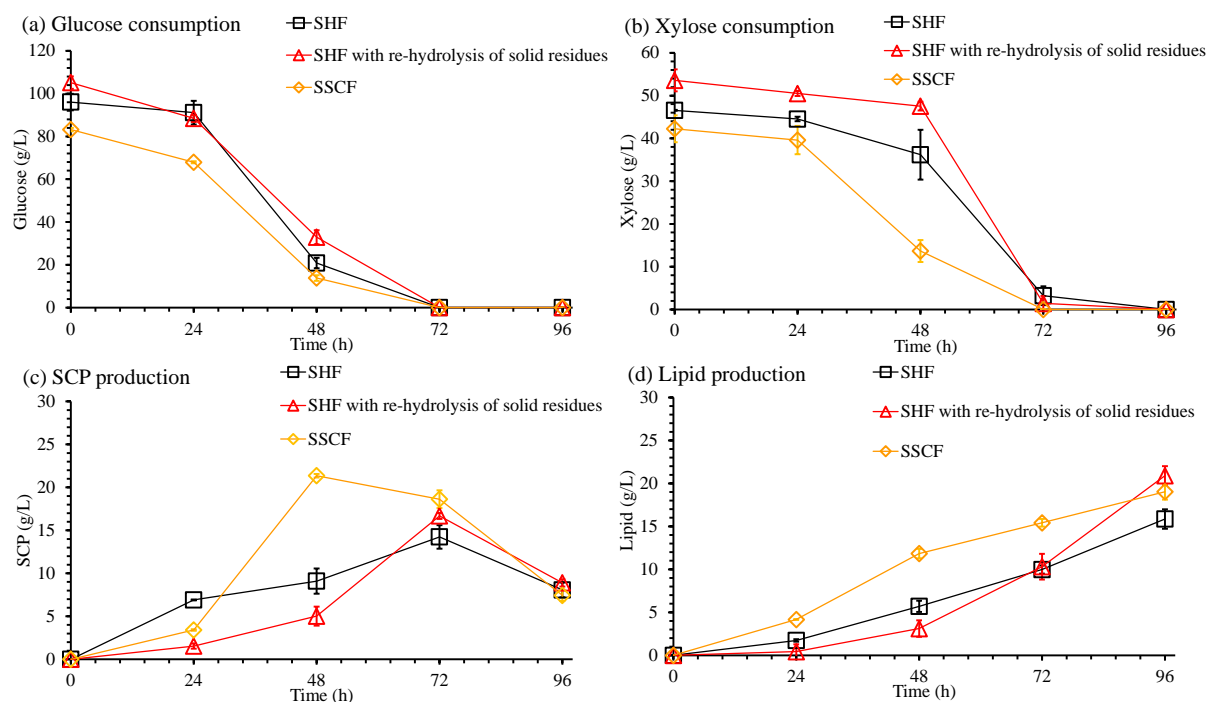 (a) Glucose consumption
SHF
SHF with re-hydrolysis of solid residues
SSCF
120
100
80
60
40
20
0
Glucose (g/L)
0 24 48 72 96
Time (h)
(b) Xylose consumption
SHF
SHF with re-hydrolysis of solid residues
SSCF
60
50
40
30
20
10
0
Xylose (g/L)
0 24 48 72 96
Time (h)
(c) SCP production
SHF
SHF with re-hydrolysis of solid residues
SSCF
30
25
20
15
10
5
0
SCP (g/L)
0 24 48 72 96
Time (h)
(d) Lipid production
SHF
SHF with re-hydrolysis of solid residues
SSCF
30
25
20
15
10
5
0
Lipid (g/L)
0 24 48 72 96
Time (h)